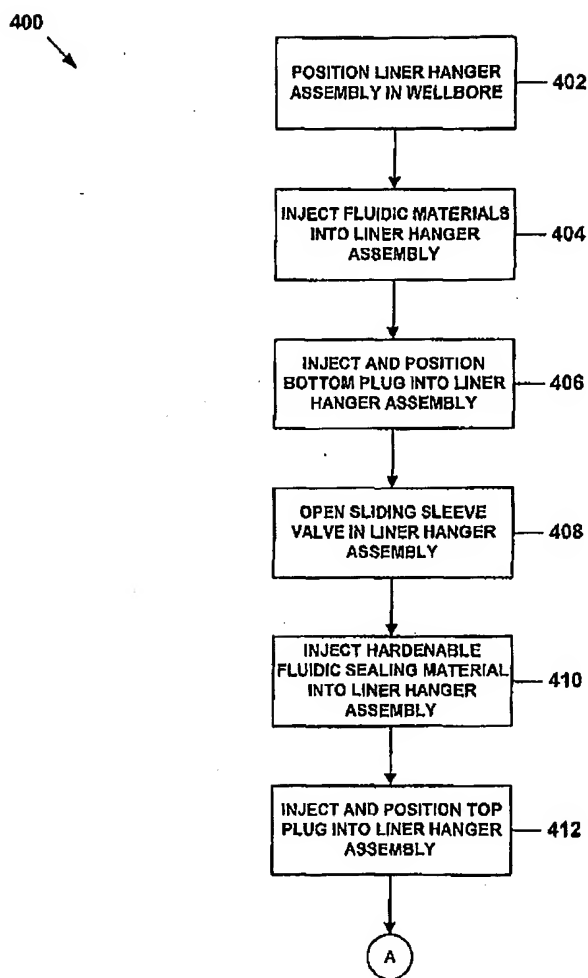 400
POSITION LINER HANGER
ASSEMBLY IN WELLBORE
402
INJECT FLUIDIC MATERIALS
INTO LINER HANGER
ASSEMBLY
404
INJECT AND POSITION
BOTTOM PLUG INTO LINER
HANGER ASSEMBLY
406
OPEN SLIDING SLEEVE
VALVE IN LINER HANGER
ASSEMBLY
408
INJECT HARDENABLE
FLUIDIC SEALING MATERIAL
INTO LINER HANGER
ASSEMBLY
410
INJECT AND POSITION TOP
PLUG INTO LINER HANGER
ASSEMBLY
412
A